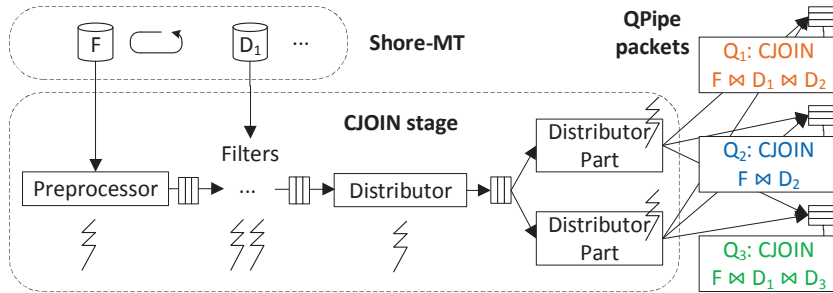 F
D₁
...
Shore-MT
QPipe
packets
CJOIN stage
Filters
Preprocessor
...
Distributor
Distributor
Part
Distributor
Part
Q₁: CJOIN
F ⋈ D₁ ⋈ D₂
Q₂: CJOIN
F ⋈ D₂
Q₃: CJOIN
F ⋈ D₁ ⋈ D₃